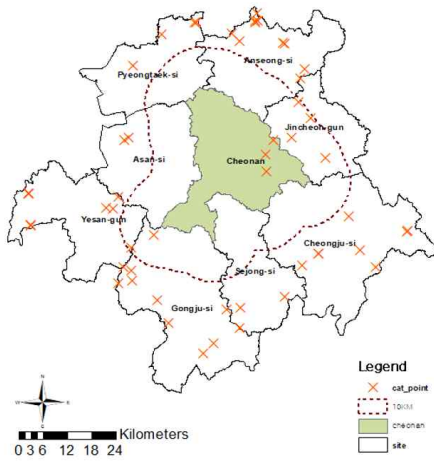 Anseong-si
Pyeongtaek-si
Jincheon-gun
Asan-si
Cheonan
Yesan-gun
Cheongju-si
Sejong-si
Gongju-si
Legend
cat_point
10KM
cheonan
site
N
W
E
S
Kilometers
0 3 6 12 18 24